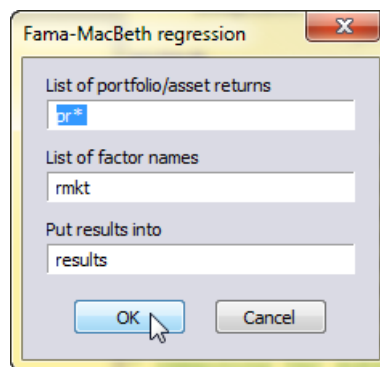 Fama-MacBeth regression
List of portfolio/asset returns
pr*
List of factor names
rmkt
Put results into
results
OK
Cancel